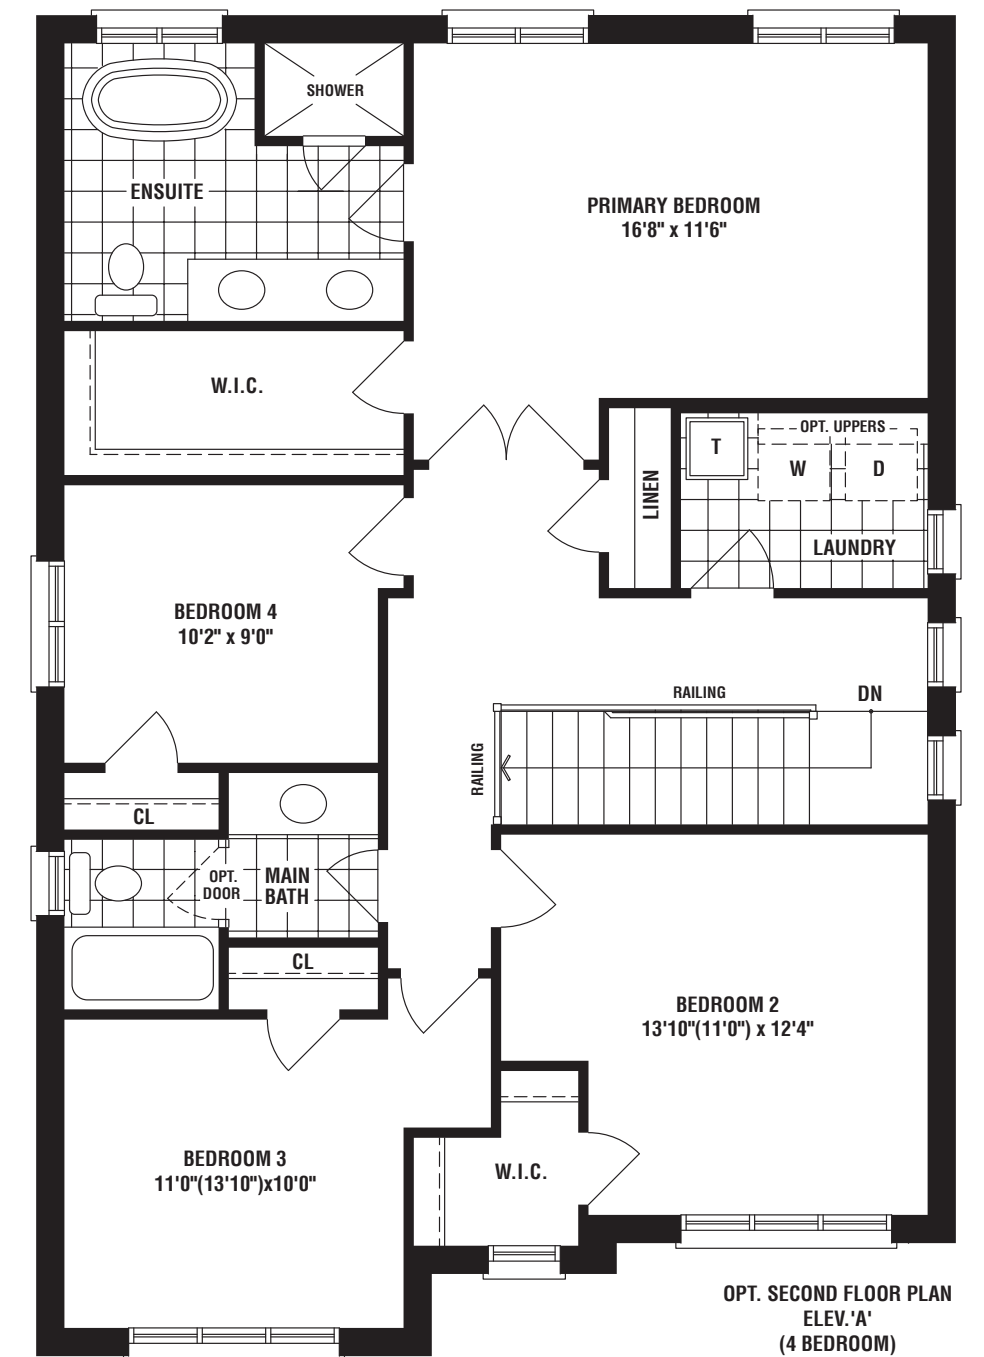 SHOWER
ENSUITE
PRIMARY BEDROOM
16'8" x 11'6"
W.I.C.
OPT. UPPERS
T
W
D
LINEN
LAUNDRY
BEDROOM 4
10'2" x 9'0"
RAILING
DN
RAILING
CL
OPT.
DOOR
MAIN
BATH
CL
BEDROOM 2
13'10"(11'0") x 12'4"
BEDROOM 3
11'0"(13'10")x10'0"
W.I.C.
OPT. SECOND FLOOR PLAN
ELEV.'A'
(4 BEDROOM)